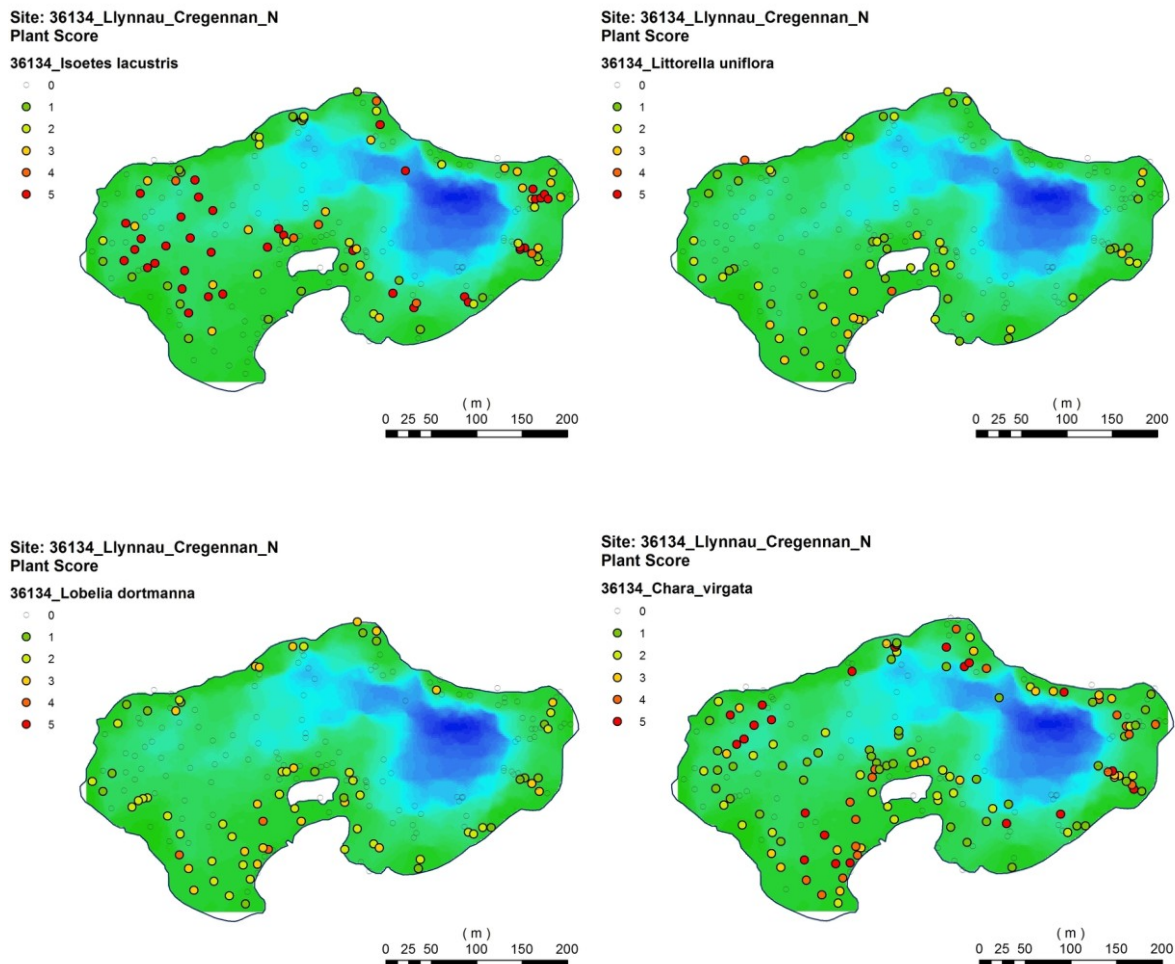 Site: 36134_Llynnau_Cregennan_N
Plant Score
36134_Isoetes lacustris
0
1
2
3
4
5
( m )
0 25 50 100 150 200
Site: 36134_Llynnau_Cregennan_N
Plant Score
36134_Littorella uniflora
0
1
2
3
4
5
( m )
0 25 50 100 150 200
Site: 36134_Llynnau_Cregennan_N
Plant Score
36134_Lobelia dortmanna
0
1
2
3
4
5
( m )
0 25 50 100 150 200
Site: 36134_Llynnau_Cregennan_N
Plant Score
36134_Chara_virgata
0
1
2
3
4
5
( m )
0 25 50 100 150 200